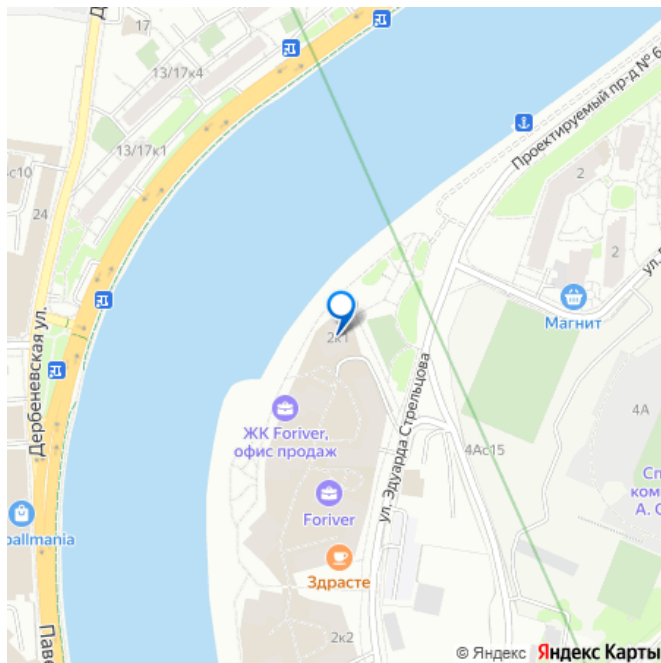 17
13/17к4
13/17к1
24
Проектируемый пр-д № 6
2
2
Магнит
Дербеневская ул.
2к1
ул. Эдуарда Стрельцова
ЖК Foriver,
офис продаж
4А
4Ас15
Foriver
Здрасте
2к2
© Яндекс Яндекс Карты